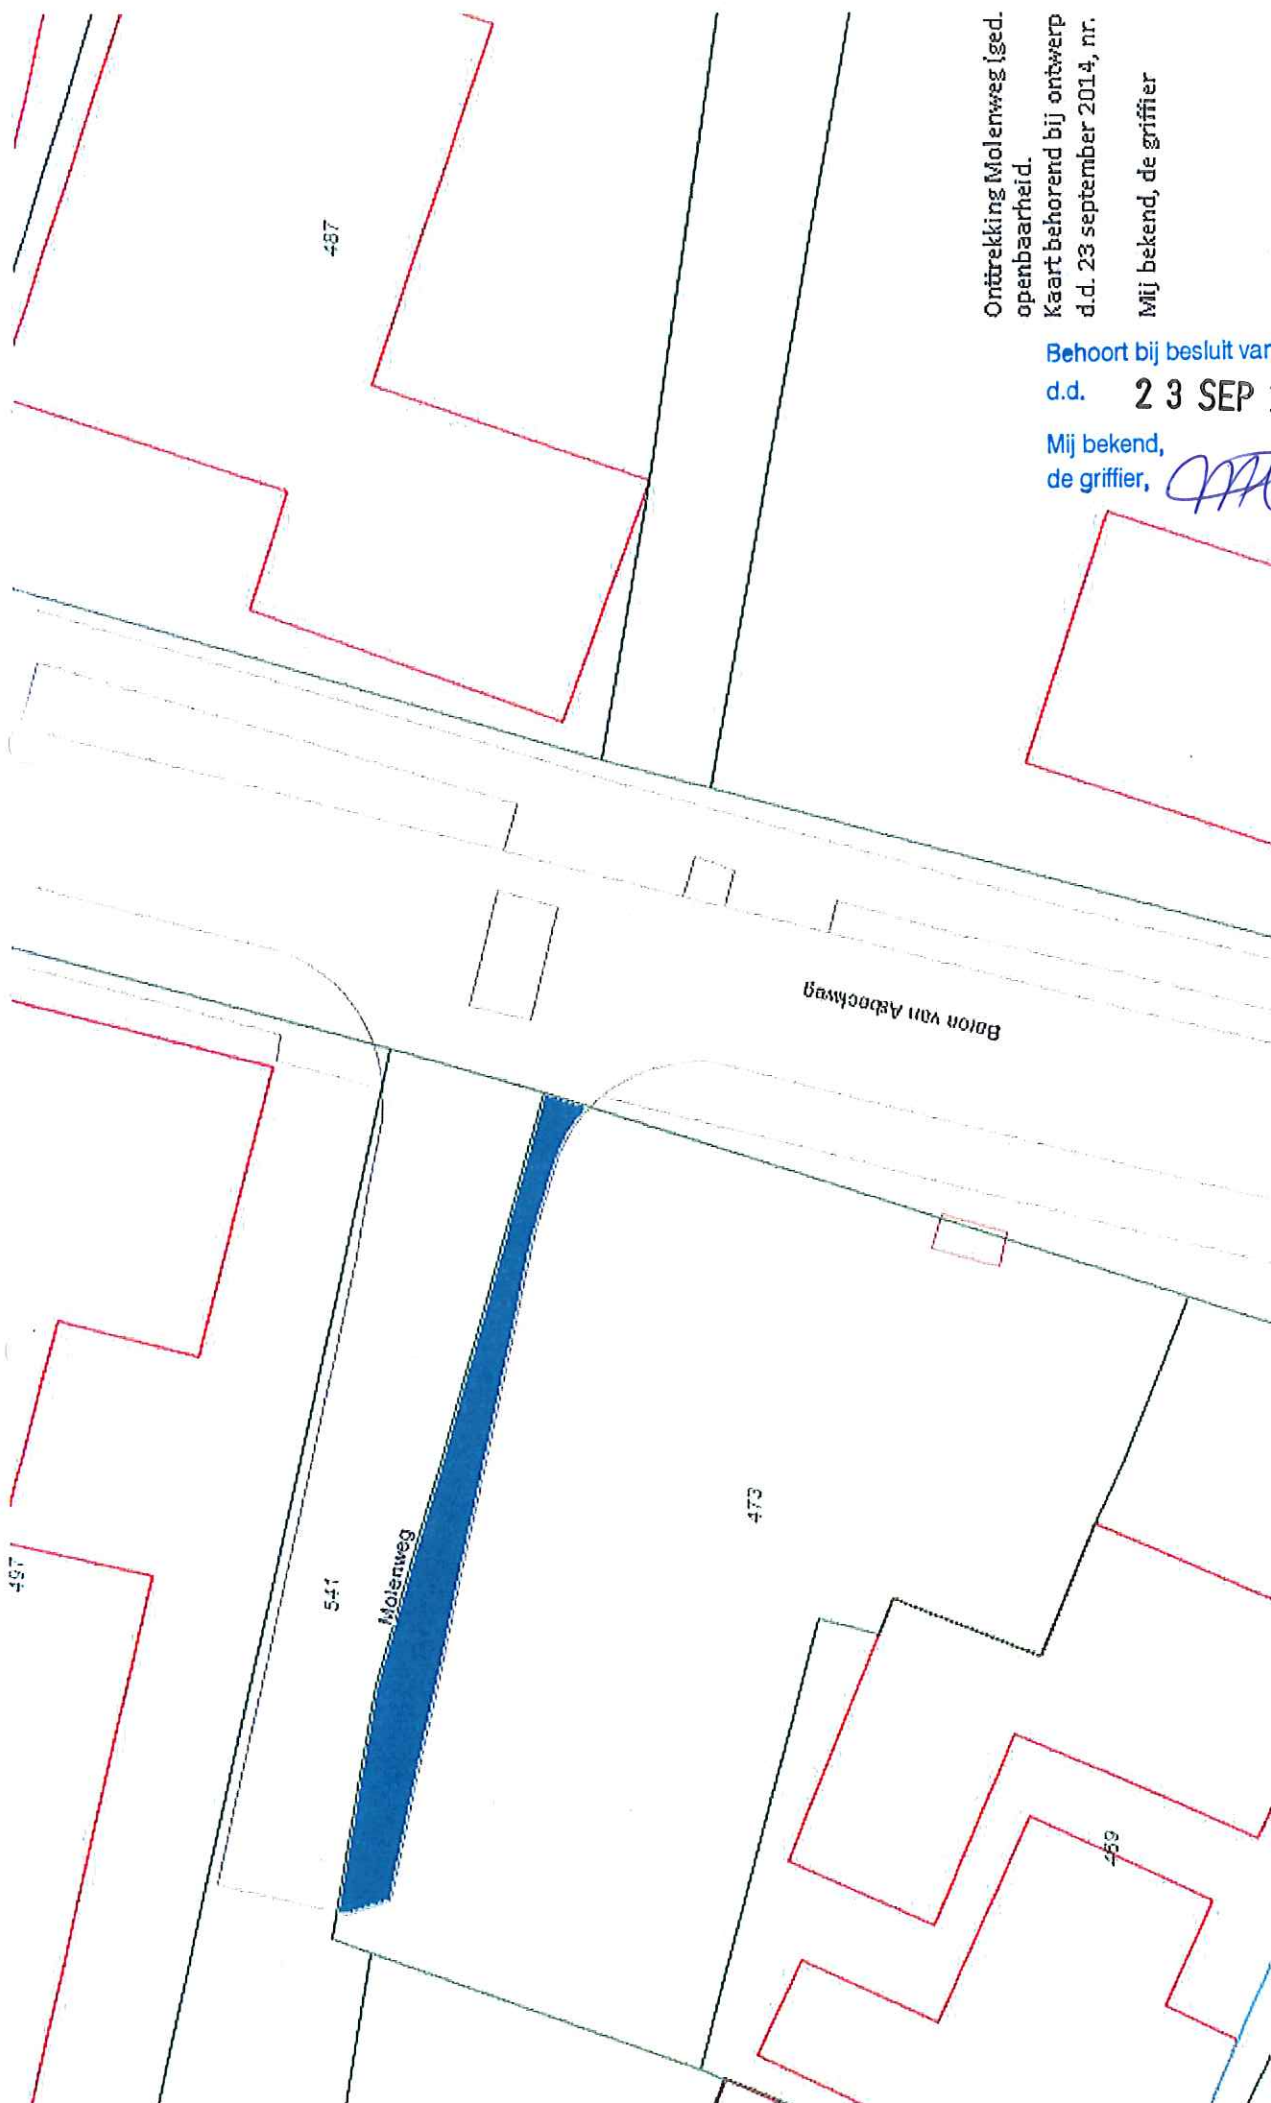 Onttrekking Molenweg (ged.
openbaarheid.
Kaart behorend bij ontwerp
d.d. 23 september 2014, nr.
Mij bekend, de griffier
Behoort bij besluit van
d.d. 23 SEP
Mij bekend,
de griffier,
487
Baron van Asbeckweg
497
541
Molenweg
473
469